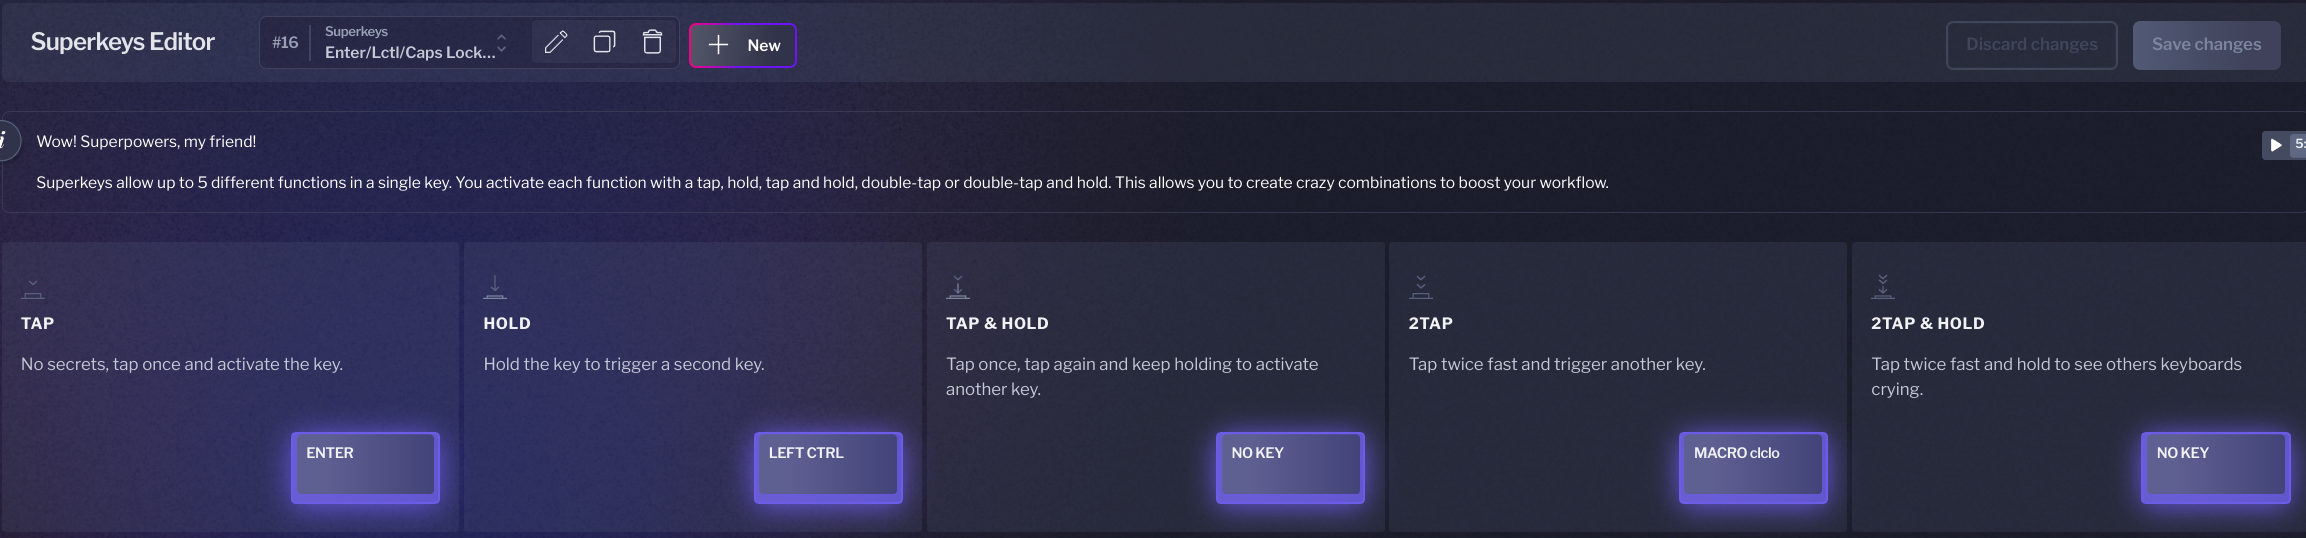 Superkeys Editor
#16
Superkeys
Enter/Lctl/Caps Lock...
New
Discard changes
Save changes
i
Wow! Superpowers, my friend!
5:
Superkeys allow up to 5 different functions in a single key. You activate each function with a tap, hold, tap and hold, double-tap or double-tap and hold. This allows you to create crazy combinations to boost your workflow.
TAP
No secrets, tap once and activate the key.
ENTER
HOLD
Hold the key to trigger a second key.
LEFT CTRL
TAP & HOLD
Tap once, tap again and keep holding to activate
another key.
NO KEY
2TAP
Tap twice fast and trigger another key.
MACRO clclo
2TAP & HOLD
Tap twice fast and hold to see others keyboards
crying.
NO KEY